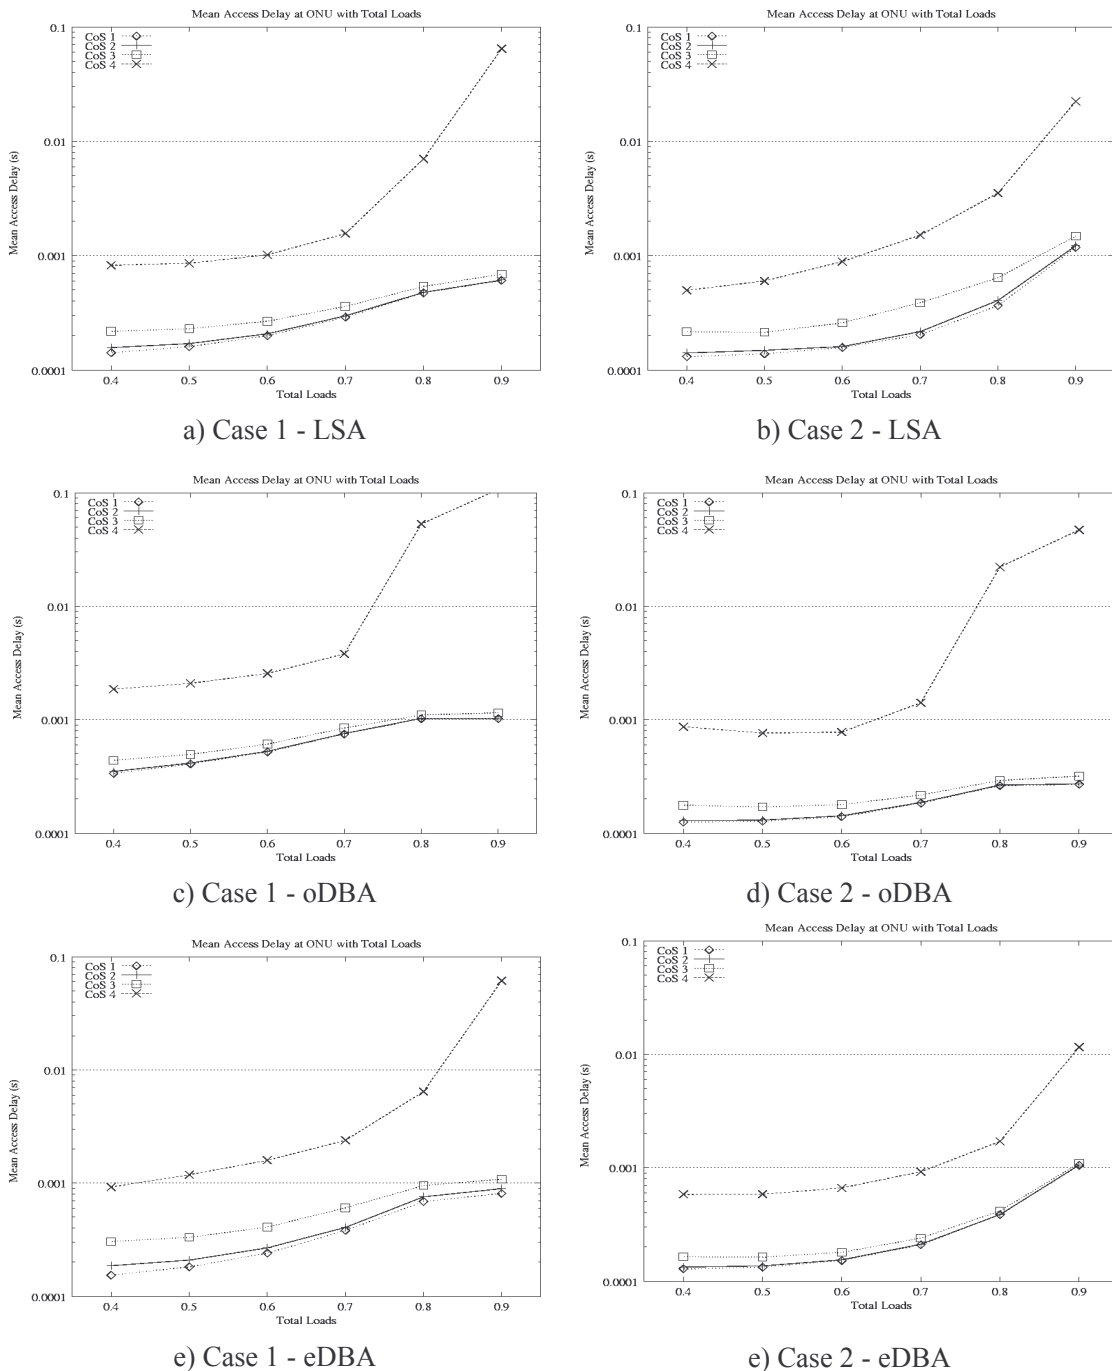 Mean Access Delay at ONU with Total Loads
0.1
CoS 1
CoS 2
CoS 3
CoS 4
0.01
Mean Access Delay (s)
0.001
0.0001
0.4 0.5 0.6 0.7 0.8 0.9
Total Loads
a) Case 1 - LSA
Mean Access Delay at ONU with Total Loads
0.1
CoS 1
CoS 2
CoS 3
CoS 4
0.01
Mean Access Delay (s)
0.001
0.0001
0.4 0.5 0.6 0.7 0.8 0.9
Total Loads
b) Case 2 - LSA
Mean Access Delay at ONU with Total Loads
0.1
CoS 1
CoS 2
CoS 3
CoS 4
0.01
Mean Access Delay (s)
0.001
0.0001
0.4 0.5 0.6 0.7 0.8 0.9
Total Loads
c) Case 1 - oDBA
Mean Access Delay at ONU with Total Loads
0.1
CoS 1
CoS 2
CoS 3
CoS 4
0.01
Mean Access Delay (s)
0.001
0.0001
0.4 0.5 0.6 0.7 0.8 0.9
Total Loads
d) Case 2 - oDBA
Mean Access Delay at ONU with Total Loads
0.1
CoS 1
CoS 2
CoS 3
CoS 4
0.01
Mean Access Delay (s)
0.001
0.0001
0.4 0.5 0.6 0.7 0.8 0.9
Total Loads
e) Case 1 - eDBA
Mean Access Delay at ONU with Total Loads
0.1
CoS 1
CoS 2
CoS 3
CoS 4
0.01
Mean Access Delay (s)
0.001
0.0001
0.4 0.5 0.6 0.7 0.8 0.9
Total Loads
e) Case 2 - eDBA